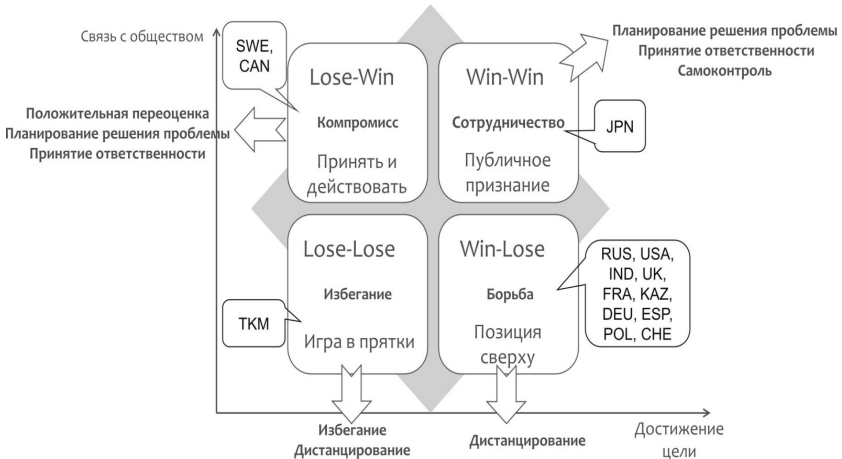 Связь с обществом
SWE,
CAN
Планирование решения проблемы
Принятие ответственности
Самоконтроль
Lose-Win
Компромисс
Принять и
действовать
Win-Win
Сотрудничество
Публичное
признание
JPN
Положительная переоценка
Планирование решения проблемы
Принятие ответственности
Lose-Lose
Избегание
Игра в прятки
TKM
Win-Lose
Борьба
Позиция
сверху
RUS, USA,
IND, UK,
FRA, KAZ,
DEU, ESP,
POL, CHE
Избегание
Дистанцирование
Дистанцирование
Достижение
цели